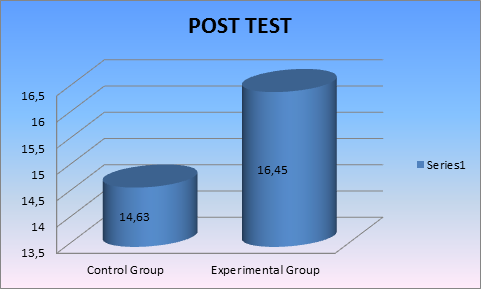 POST TEST
16,5
16
15,5
15
14,5
14
13,5
14,63
16,45
Control Group
Experimental Group
Series1